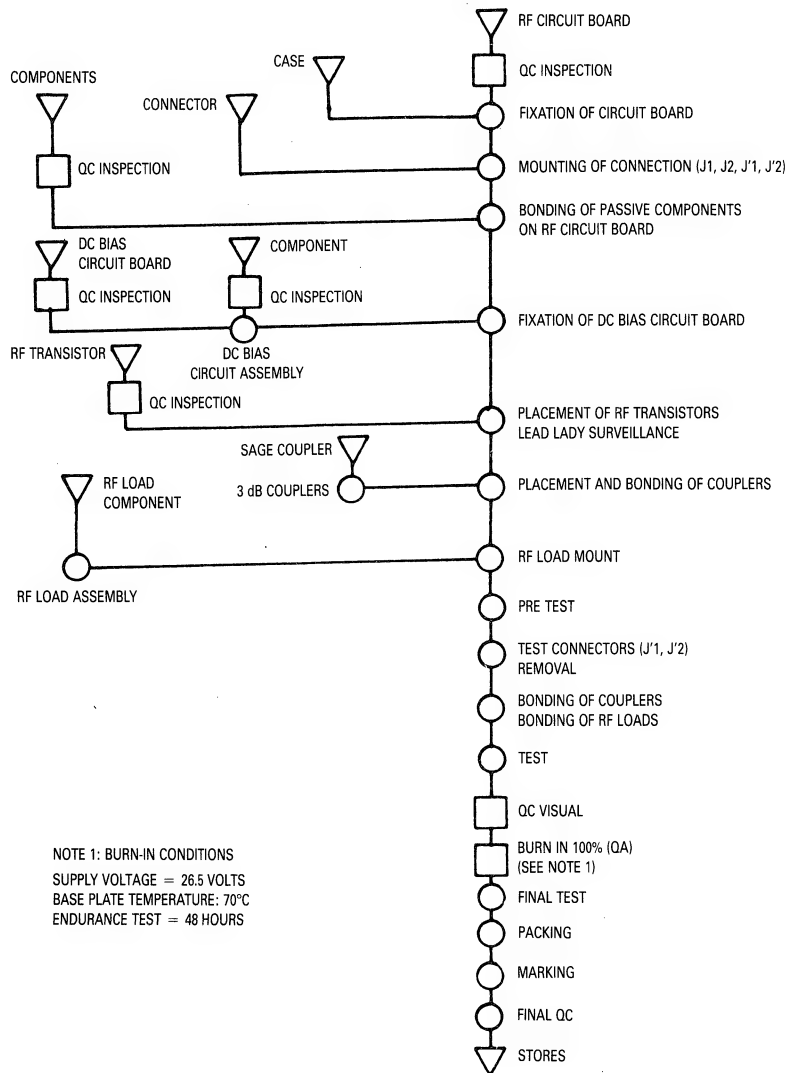 RF CIRCUIT BOARD
CASE
QC INSPECTION
COMPONENTS
CONNECTOR
FIXATION OF CIRCUIT BOARD
QC INSPECTION
MOUNTING OF CONNECTION (J1, J2, J'1, J'2)
BONDING OF PASSIVE COMPONENTS
ON RF CIRCUIT BOARD
DC BIAS
CIRCUIT BOARD
COMPONENT
QC INSPECTION
QC INSPECTION
FIXATION OF DC BIAS CIRCUIT BOARD
RF TRANSISTOR
DC BIAS
CIRCUIT ASSEMBLY
QC INSPECTION
PLACEMENT OF RF TRANSISTORS
LEAD LADY SURVEILLANCE
SAGE COUPLER
RF LOAD
COMPONENT
3 dB COUPLERS
PLACEMENT AND BONDING OF COUPLERS
RF LOAD MOUNT
RF LOAD ASSEMBLY
PRE TEST
TEST CONNECTORS (J'1, J'2)
REMOVAL
BONDING OF COUPLERS
BONDING OF RF LOADS
TEST
QC VISUAL
BURN IN 100% (QA)
(SEE NOTE 1)
NOTE 1: BURN-IN CONDITIONS
SUPPLY VOLTAGE = 26.5 VOLTS
BASE PLATE TEMPERATURE: 70°C
ENDURANCE TEST = 48 HOURS
FINAL TEST
PACKING
MARKING
FINAL QC
STORES